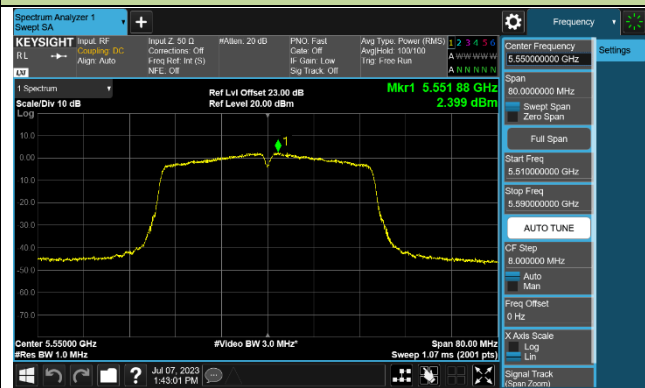 Spectrum Analyzer 1
Swept SA
Frequency
KEYSIGHT
Input: RF
Coupling: DC
Align: Auto
Input Z: 50 Ω
Corrections: Off
Freq Ref: Int (S)
NFE: Off
#Atten: 20 dB
PNO: Fast
Gate: Off
IF Gain: Low
Sig Track: Off
Avg Type: Power (RMS)
Avg|Hold: 100/100
Trig: Free Run
1 2 3 4 5 6
A W W W W W
A N N N N N
RL
LXI
1 Spectrum
Scale/Div 10 dB
Log
Ref Lvl Offset 23.00 dB
Ref Level 20.00 dBm
Mkr1 5.551 88 GHz
2.399 dBm
1
10.0
0.00
-10.0
-20.0
-30.0
-40.0
-50.0
-60.0
-70.0
Center 5.55000 GHz
#Res BW 1.0 MHz
#Video BW 3.0 MHz*
Span 80.00 MHz
Sweep 1.07 ms (2001 pts)
Center Frequency
5.550000000 GHz
Settings
Span
80.0000000 MHz
Swept Span
Zero Span
Full Span
Start Freq
5.510000000 GHz
Stop Freq
5.590000000 GHz
AUTO TUNE
CF Step
8.000000 MHz
Auto
Man
Freq Offset
0 Hz
X Axis Scale
Log
Lin
Signal Track
(Span Zoom)
?
Jul 07, 2023
1:43:01 PM